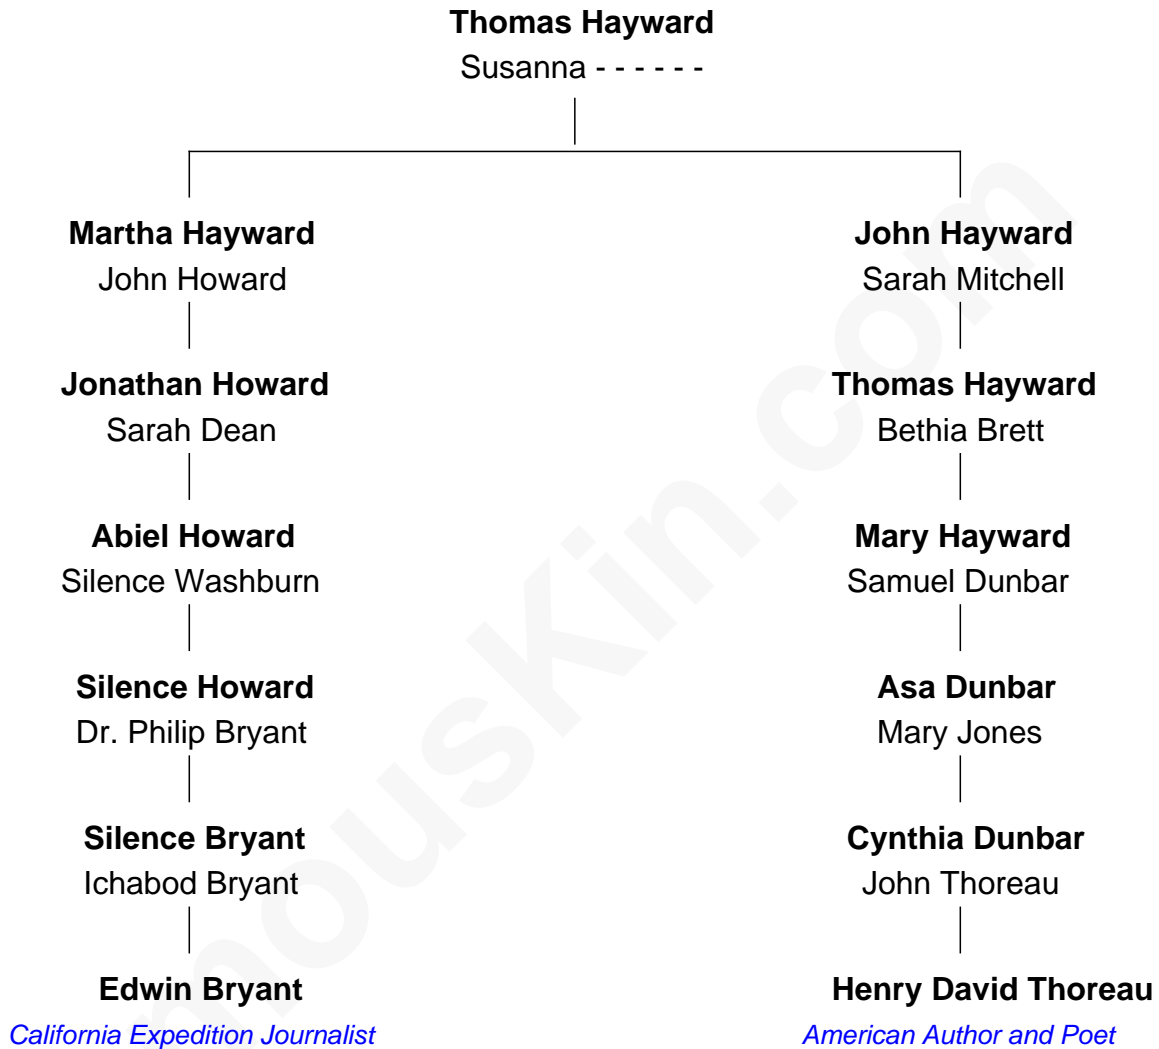 Thomas Hayward
Susanna - - - - - -
Martha Hayward
John Howard
John Hayward
Sarah Mitchell
Jonathan Howard
Sarah Dean
Thomas Hayward
Bethia Brett
Abiel Howard
Silence Washburn
Mary Hayward
Samuel Dunbar
Silence Howard
Dr. Philip Bryant
Asa Dunbar
Mary Jones
Silence Bryant
Ichabod Bryant
Cynthia Dunbar
John Thoreau
Edwin Bryant
California Expedition Journalist
Henry David Thoreau
American Author and Poet
mousKin.com